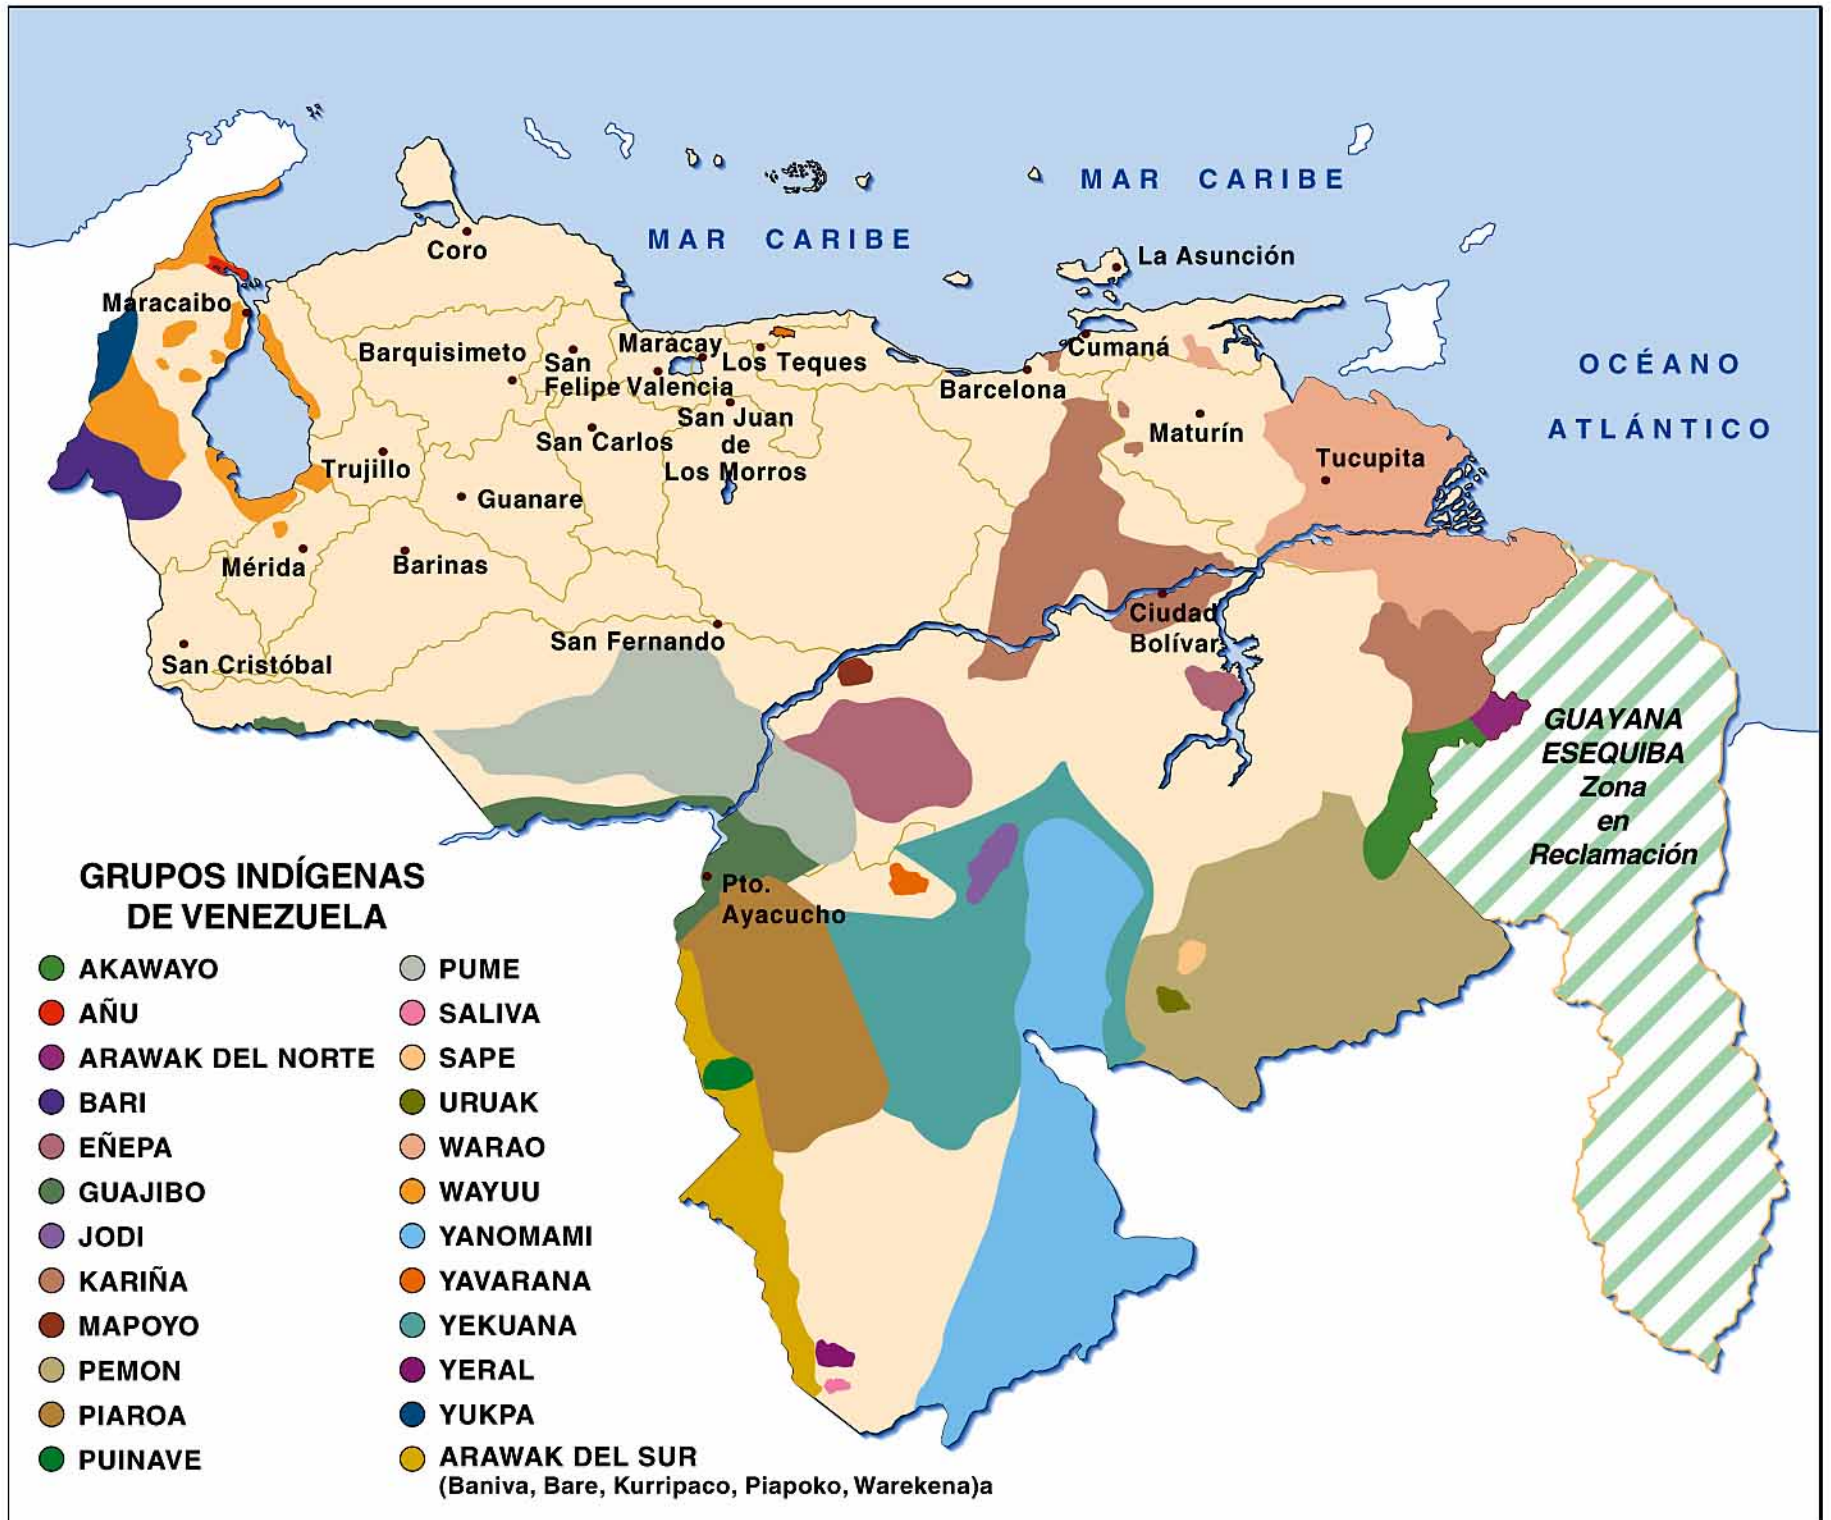 MAR CARIBE
MAR CARIBE
Coro
La Asunción
Maracaibo
Barquisimeto
San
Felipe
Maracay
Valencia
Los Teques
Cumaná
Barcelona
OCÉANO
ATLÁNTICO
San Juan
de
Los Morros
San Carlos
Maturín
Trujillo
Tucupita
Guanare
Mérida
Barinas
Ciudad
Bolívar
San Fernando
San Cristóbal
GUAYANA
ESEQUIBA
Zona
en
Reclamación
Pto.
Ayacucho
GRUPOS INDÍGENAS
DE VENEZUELA
AKAWAYO
AÑU
ARAWAK DEL NORTE
BARI
EÑEPA
GUAJIBO
JODI
KARIÑA
MAPOYO
PEMON
PIAROA
PUINAVE
PUME
SALIVA
SAPE
URUAK
WARAO
WAYUU
YANOMAMI
YAVARANA
YEKUANA
YERAL
YUKPA
ARAWAK DEL SUR
(Baniva, Bare, Kurripaco, Piapoko, Warekena)a